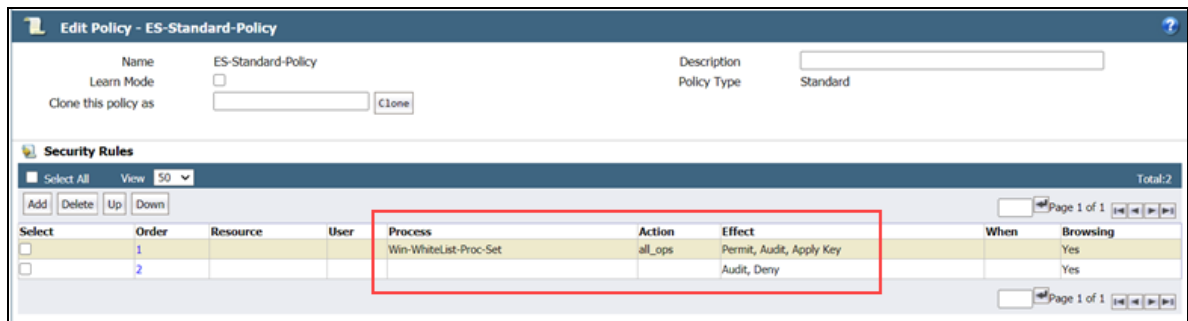 Edit Policy - ES-Standard-Policy ?
Name ES-Standard-Policy Description
Learn Mode Policy Type Standard
Clone this policy as Clone
Security Rules
Select All View 50 Total:2
Add Delete Up Down Page 1 of 1
Select Order Resource User Process Action Effect When Browsing
1 Win-WhiteList-Proc-Set all_ops Permit, Audit, Apply Key Yes
2 Audit, Deny Yes
Page 1 of 1